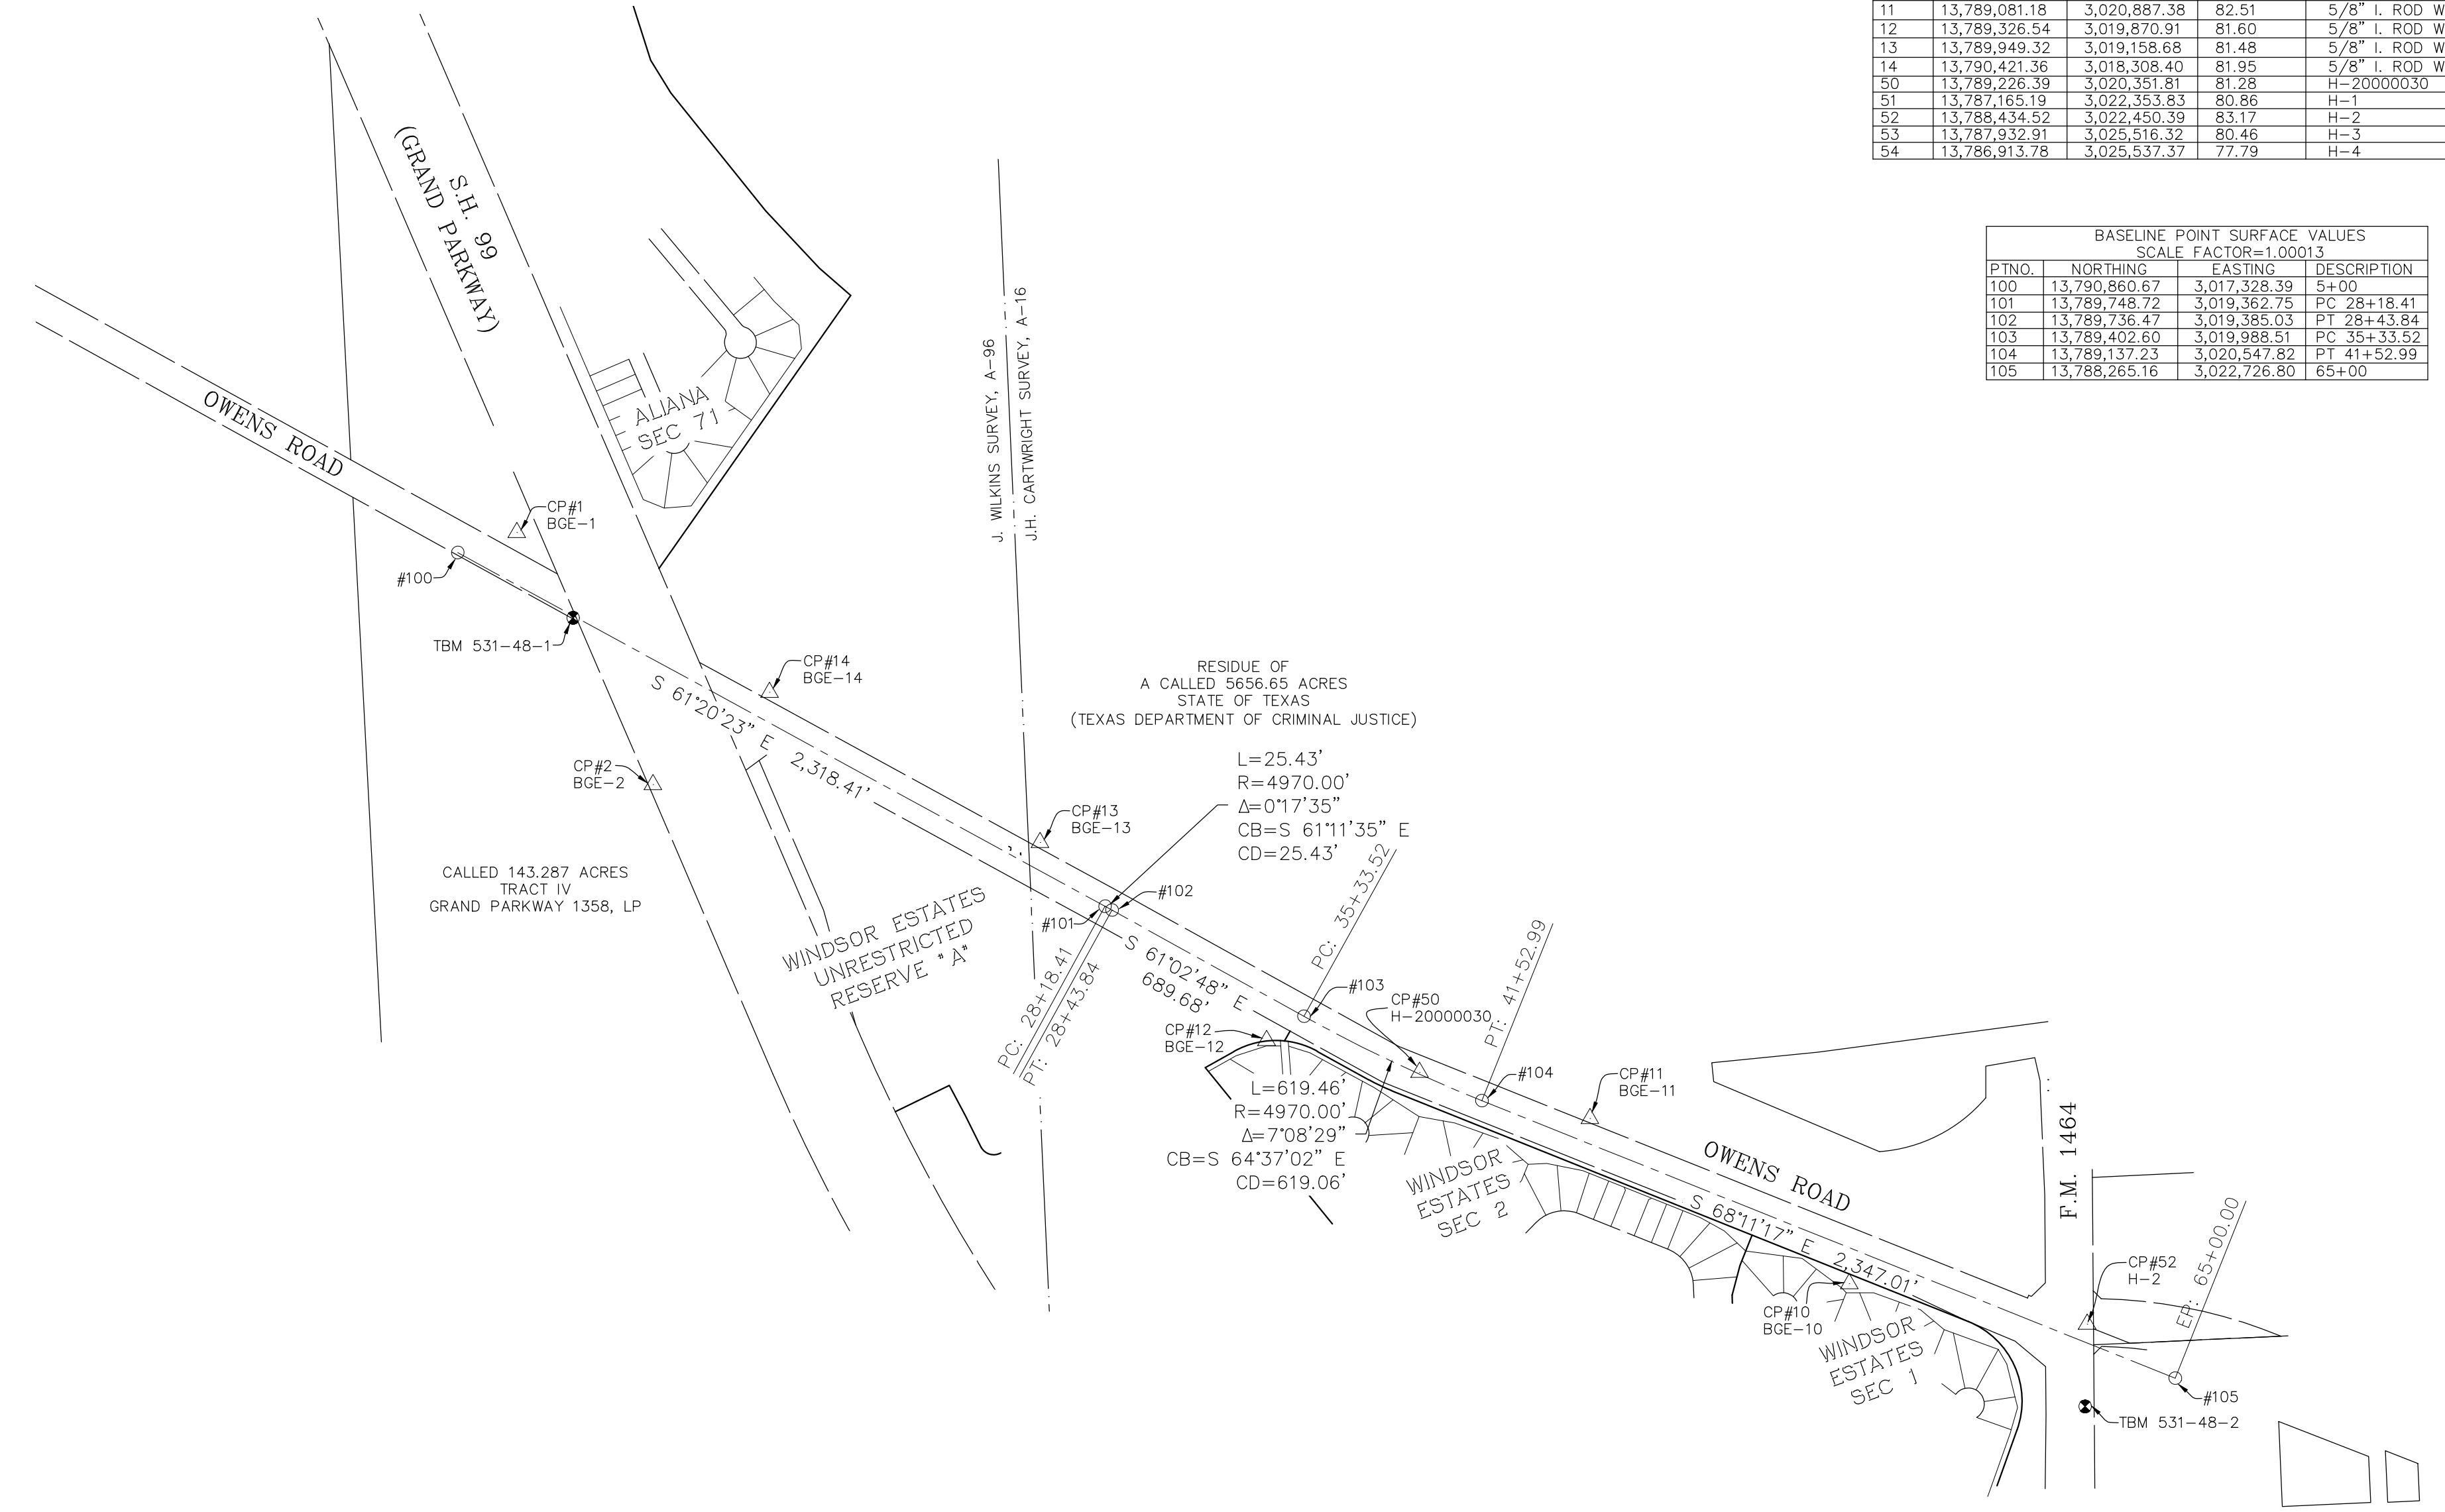 11 13,789,081.18 3,020,887.38 82.51 5/8" I. ROD W
12 13,789,326.54 3,019,870.91 81.60 5/8" I. ROD W
13 13,789,949.32 3,019,158.68 81.48 5/8" I. ROD W
14 13,790,421.36 3,018,308.40 81.95 5/8" I. ROD W
50 13,789,226.39 3,020,351.81 81.28 H-20000030
51 13,787,165.19 3,022,353.83 80.86 H-1
52 13,788,434.52 3,022,450.39 83.17 H-2
53 13,787,932.91 3,025,516.32 80.46 H-3
54 13,786,913.78 3,025,537.37 77.79 H-4
BASELINE POINT SURFACE VALUES
SCALE FACTOR=1.00013
PTNO. NORTHING EASTING DESCRIPTION
100 13,790,860.67 3,017,328.39 5+00
101 13,789,748.72 3,019,362.75 PC 28+18.41
102 13,789,736.47 3,019,385.03 PT 28+43.84
103 13,789,402.60 3,019,988.51 PC 35+33.52
104 13,789,137.23 3,020,547.82 PT 41+52.99
105 13,788,265.16 3,022,726.80 65+00
S.H. 99
(GRAND PARKWAY)
OWENS ROAD
ALIANA
SEC 71
J. WILKINS SURVEY, A-96
J.H. CARTWRIGHT SURVEY, A-16
CP#1
BGE-1
#100
TBM 531-48-1
CP#14
BGE-14
S 61°20'23" E 2,318.41'
CP#2
BGE-2
RESIDUE OF
A CALLED 5656.65 ACRES
STATE OF TEXAS
(TEXAS DEPARTMENT OF CRIMINAL JUSTICE)
L=25.43'
R=4970.00'
Δ=0°17'35"
CB=S 61°11'35" E
CD=25.43'
CP#13
BGE-13
CALLED 143.287 ACRES
TRACT IV
GRAND PARKWAY 1358, LP
WINDSOR ESTATES
UNRESTRICTED
RESERVE "A"
#102
#101
PC: 28+18.41
PT: 28+43.84
S 61°02'48" E
689.68'
PC: 35+33.52
#103
CP#50
H-20000030
PT: 41+52.99
CP#12
BGE-12
L=619.46'
R=4970.00'
Δ=7°08'29"
CB=S 64°37'02" E
CD=619.06'
#104
CP#11
BGE-11
WINDSOR
ESTATES
SEC 2
OWENS ROAD
S 68°11'17" E 2,347.01'
F.M. 1464
CP#10
BGE-10
WINDSOR
ESTATES
SEC 1
CP#52
H-2
EP: 65+00.00
#105
TBM 531-48-2